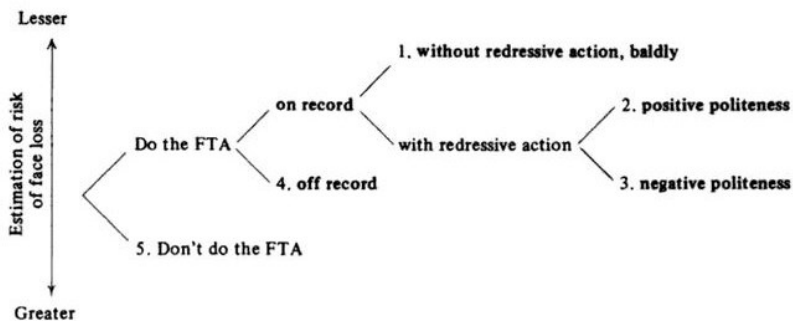 Lesser
1. without redressive action, baldly
on record
2. positive politeness
Do the FTA
with redressive action
4. off record
3. negative politeness
5. Don't do the FTA
Estimation of risk
of face loss
Greater